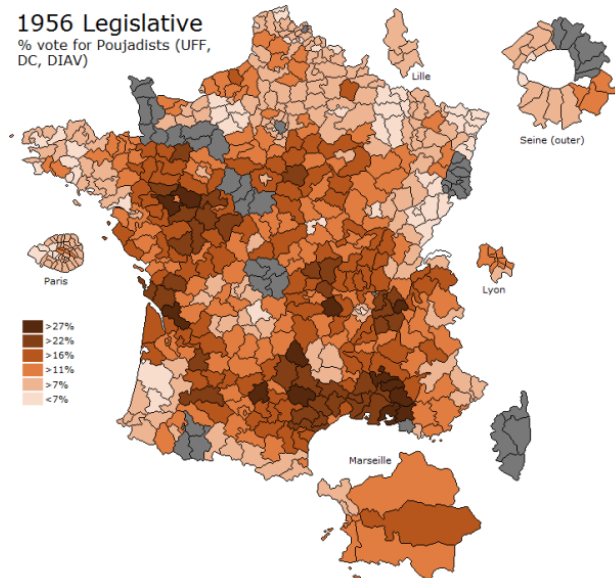 1956 Legislative
% vote for Poujadists (UFF,
DC, DIAV)
Lille
Seine (outer)
Paris
Lyon
>27%
>22%
>16%
>11%
>7%
<7%
Marseille